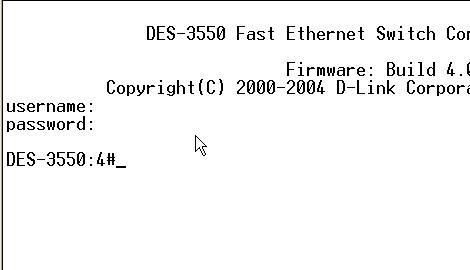 DES-3550 Fast Ethernet Switch
Firmware: Build
Copyright(C) 2000-2004 D-Link
username:
password:
DES-3550:4#_